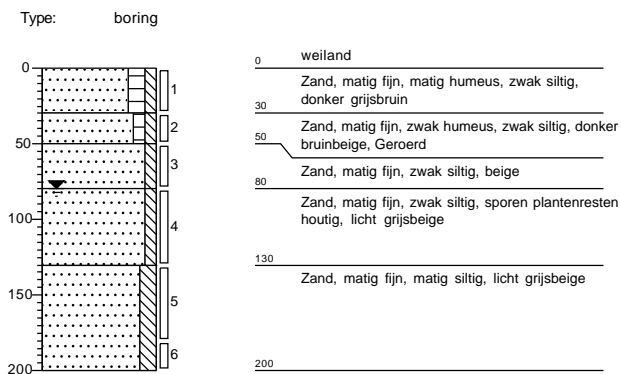 Type: boring
0
50
100
150
200
1
2
3
4
5
6
0 weiland
Zand, matig fijn, matig humeus, zwak siltig,
donker grijsbruin
30
Zand, matig fijn, zwak humeus, zwak siltig, donker
bruinbeige, Geroerd
50
Zand, matig fijn, zwak siltig, beige
80
Zand, matig fijn, zwak siltig, sporen plantenresten
houtig, licht grijsbeige
130
Zand, matig fijn, matig siltig, licht grijsbeige
200